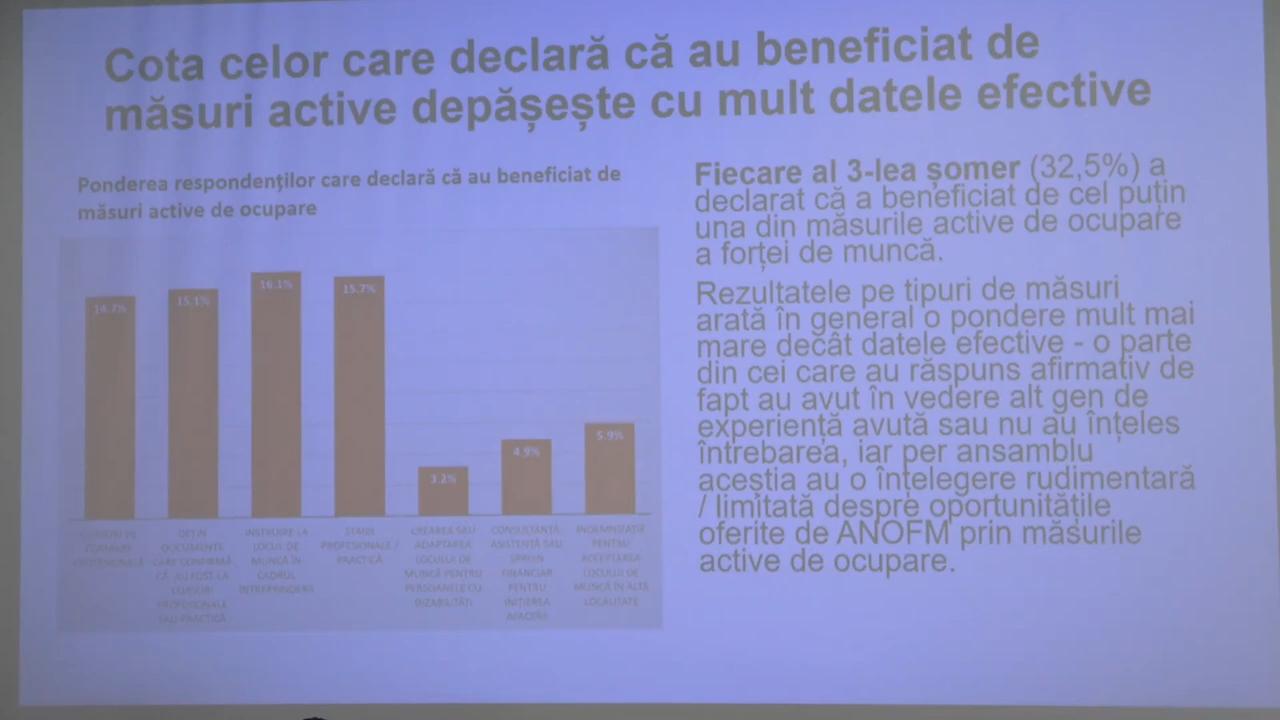 Cota celor care declară că au beneficiat de
măsuri active depășește cu mult datele efective
Ponderea respondenților care declară că au beneficiat de
măsuri active de ocupare
14.7%
15.1%
16.1%
15.7%
3.2%
4.9%
5.9%
CURSURI DE
FORMARE
PROFESIONALĂ
DEȚIN
DOCUMENTE
CARE CONFIRMĂ
CĂ AU FOST LA
CURSURI
PROFESIONALE
SAU PRACTICĂ
INSTRUIRE LA
LOCUL DE
MUNCĂ ÎN
CADRUL
ÎNTREPRINDERII
STAGII
PROFESIONALE /
PRACTICĂ
CREAREA SAU
ADAPTAREA
LOCULUI DE
MUNCĂ PENTRU
PERSOANELE CU
DIZABILITĂȚI
CONSULTANȚĂ,
ASISTENȚĂ SAU
SPRIJIN
FINANCIAR
PENTRU
INIȚIEREA
AFACERII
INDEMNIZAȚIE
PENTRU
ACCEPTAREA
LOCULUI DE
MUNCĂ ÎN ALTĂ
LOCALITATE
Fiecare al 3-lea șomer (32,5%) a
declarat că a beneficiat de cel puțin
una din măsurile active de ocupare
a forței de muncă.
Rezultatele pe tipuri de măsuri
arată în general o pondere mult mai
mare decât datele efective - o parte
din cei care au răspuns afirmativ de
fapt au avut în vedere alt gen de
experiență avută sau nu au înțeles
întrebarea, iar per ansamblu
aceștia au o înțelegere rudimentară
/ limitată despre oportunitățile
oferite de ANOFM prin măsurile
active de ocupare.